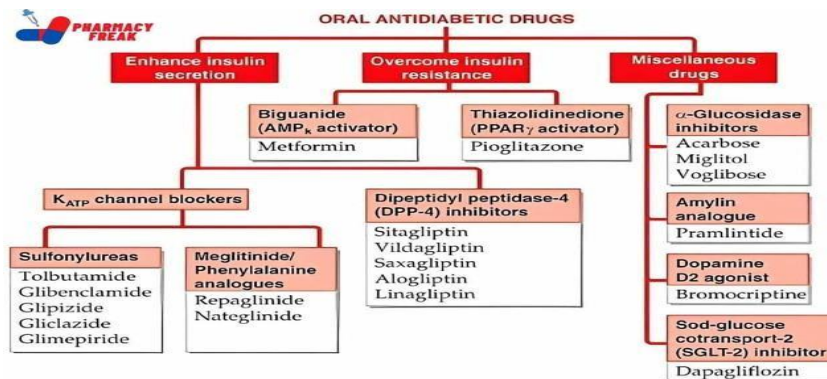 PHARMACY
FREAK
ORAL ANTIDIABETIC DRUGS
Enhance insulin
secretion
Overcome insulin
resistance
Miscellaneous
drugs
Biguanide
(AMPK activator)
Metformin
Thiazolidinedione
(PPARγ activator)
Pioglitazone
α-Glucosidase
inhibitors
Acarbose
Miglitol
Voglibose
KATP channel blockers
Dipeptidyl peptidase-4
(DPP-4) inhibitors
Sitagliptin
Vildagliptin
Saxagliptin
Alogliptin
Linagliptin
Amylin
analogue
Pramlintide
Sulfonylureas
Tolbutamide
Glibenclamide
Glipizide
Gliclazide
Glimepiride
Meglitinide/
Phenylalanine
analogues
Repaglinide
Nateglinide
Dopamine
D2 agonist
Bromocriptine
Sod-glucose
cotransport-2
(SGLT-2) inhibitor
Dapagliflozin